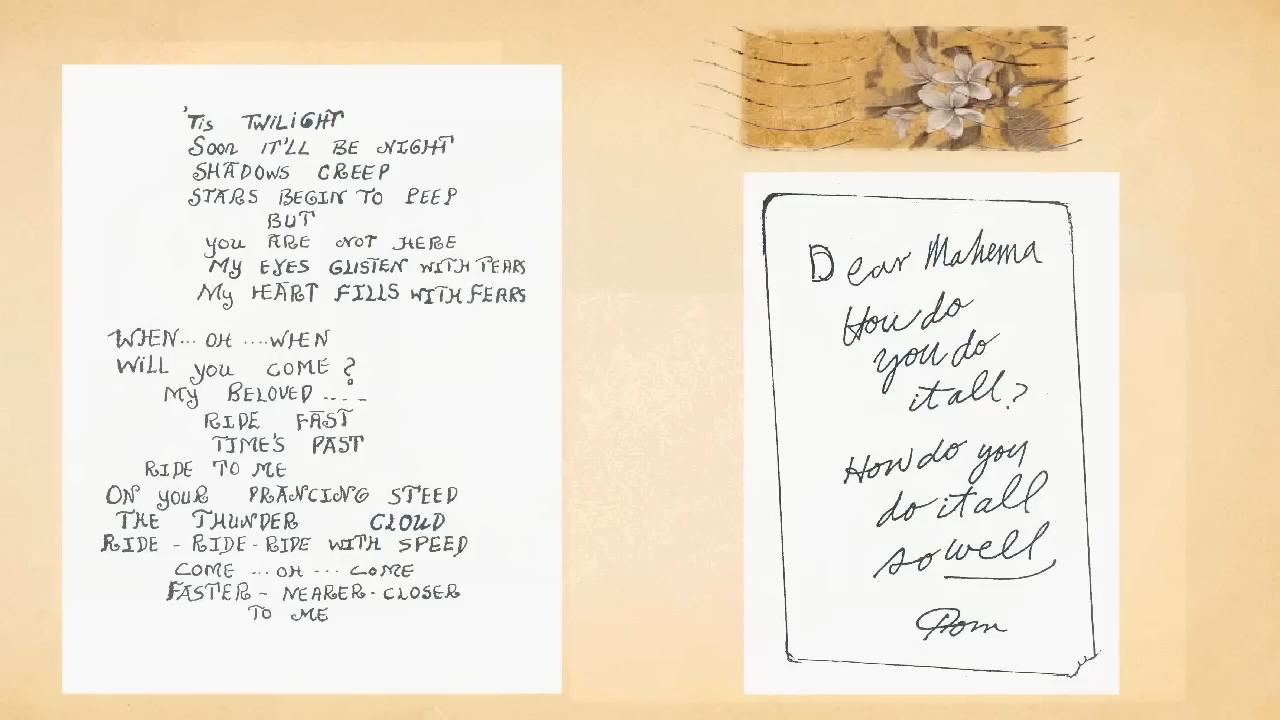 'Tis TWILIGHT
Soon IT'LL BE NIGHT
SHADOWS CREEP
STARS BEGIN TO PEEP
BUT
you ARE NOT HERE
My EYES GLISTEN WITH TEARS
My HEART FILLS WITH FEARS
WHEN... OH ....WHEN
WILL you COME ?
My BELOVED ....
RIDE FAST
TIME'S PAST
RIDE TO ME
ON YOUR PRANCING STEED
THE THUNDER CLOUD
RIDE - RIDE - RIDE WITH SPEED
COME ... OH ... COME
FASTER - NEARER - CLOSER
TO ME
Dear Mahema
How do
you do
it all?
How do you
do it all
so well